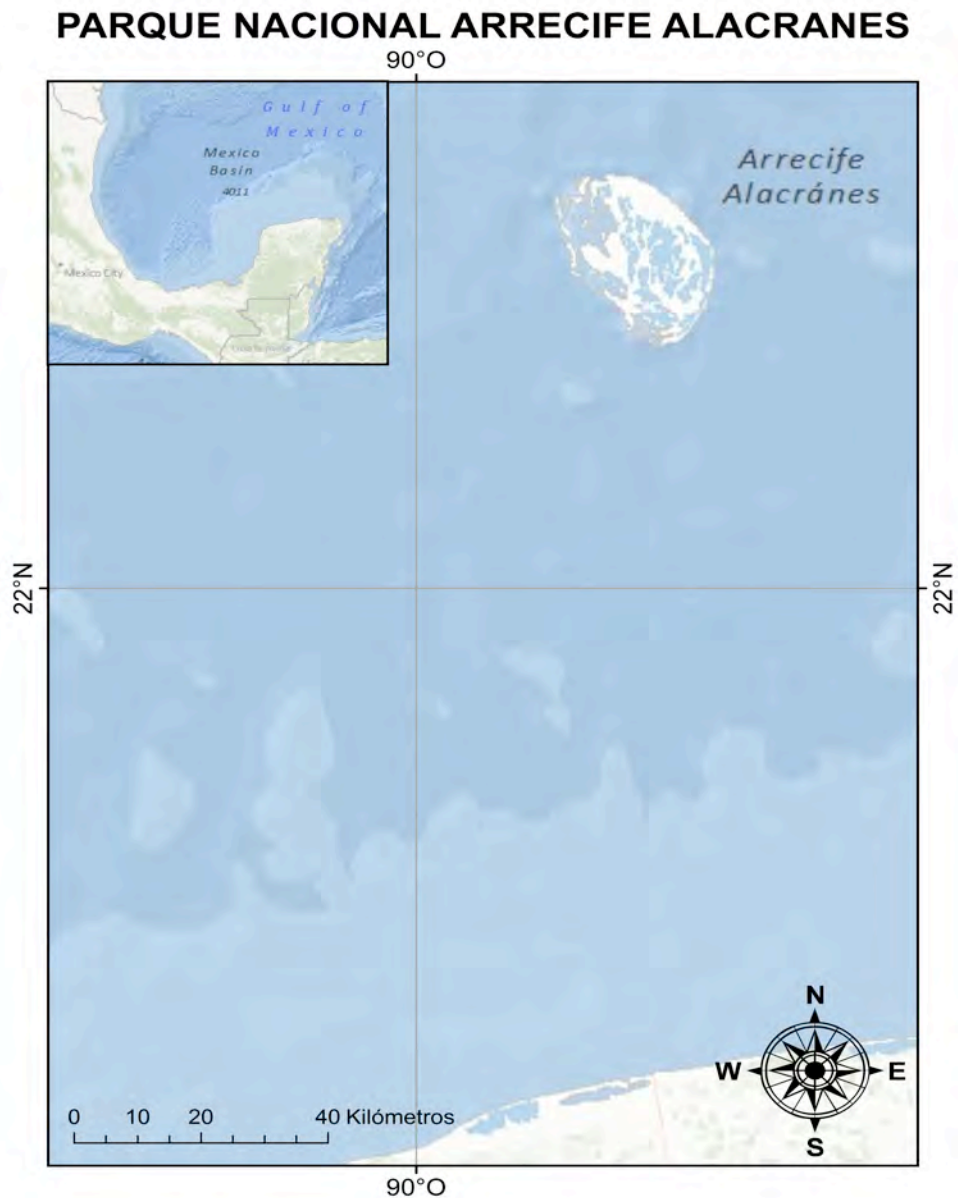 PARQUE NACIONAL ARRECIFE ALACRANES
90°O
Gulf of
Mexico
Mexico
Basin
4011
Mexico City
Arrecife
Alacránes
22°N
22°N
N
W
E
S
0 10 20 40 Kilómetros
90°O